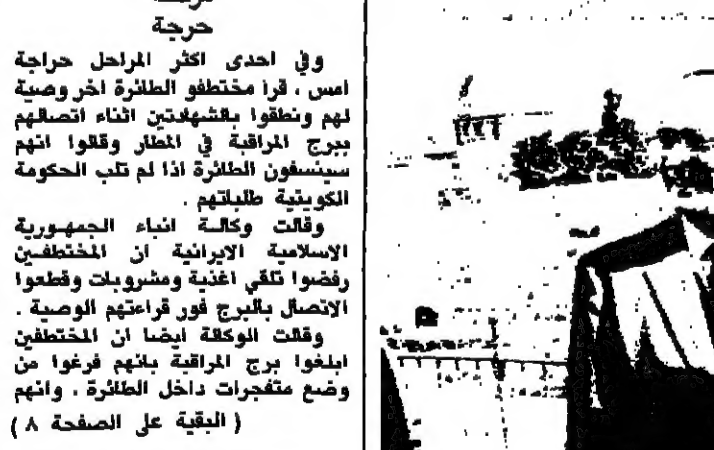 حرجة
وفي احدى اكثر المراحل حراجة
امس ، قرا مختطفو الطائرة اخر وصية
لهم ونطقوا بالشهادتين اثناء اتصالهم
ببرج المراقبة في المطار وقالوا انهم
سينسفون الطائرة اذا لم تلب الحكومة
الكويتية طلباتهم .
وقالت وكالة انباء الجمهورية
الاسلامية الايرانية ان المختطفين
رفضوا تلقي اغذية ومشروبات وقطعوا
الاتصال بالبرج فور قراءتهم الوصية .
وقالت الوكالة ايضا ان المختطفين
ابلغوا برج المراقبة بانهم فرغوا من
وضع متفجرات داخل الطائرة ، وانهم
( البقية على الصفحة ٨ )